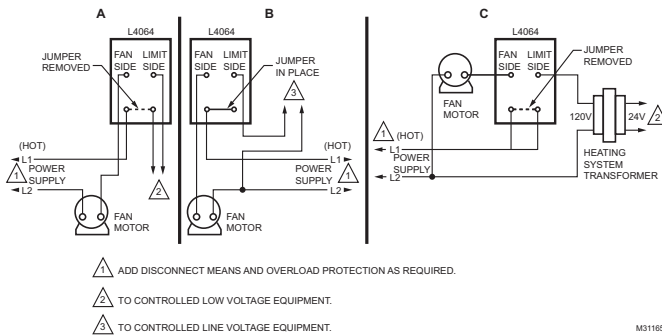 A
L4064
FAN SIDE
LIMIT SIDE
JUMPER
REMOVED
(HOT)
L1
1
POWER
SUPPLY
L2
2
FAN
MOTOR
B
L4064
FAN SIDE
LIMIT SIDE
JUMPER
IN PLACE
3
(HOT)
L1
POWER
SUPPLY
1
L2
FAN
MOTOR
C
L4064
FAN SIDE
LIMIT SIDE
JUMPER
REMOVED
FAN
MOTOR
1
(HOT)
L1
POWER
SUPPLY
L2
120V
24V
2
HEATING
SYSTEM
TRANSFORMER
1 ADD DISCONNECT MEANS AND OVERLOAD PROTECTION AS REQUIRED.
2 TO CONTROLLED LOW VOLTAGE EQUIPMENT.
3 TO CONTROLLED LINE VOLTAGE EQUIPMENT.